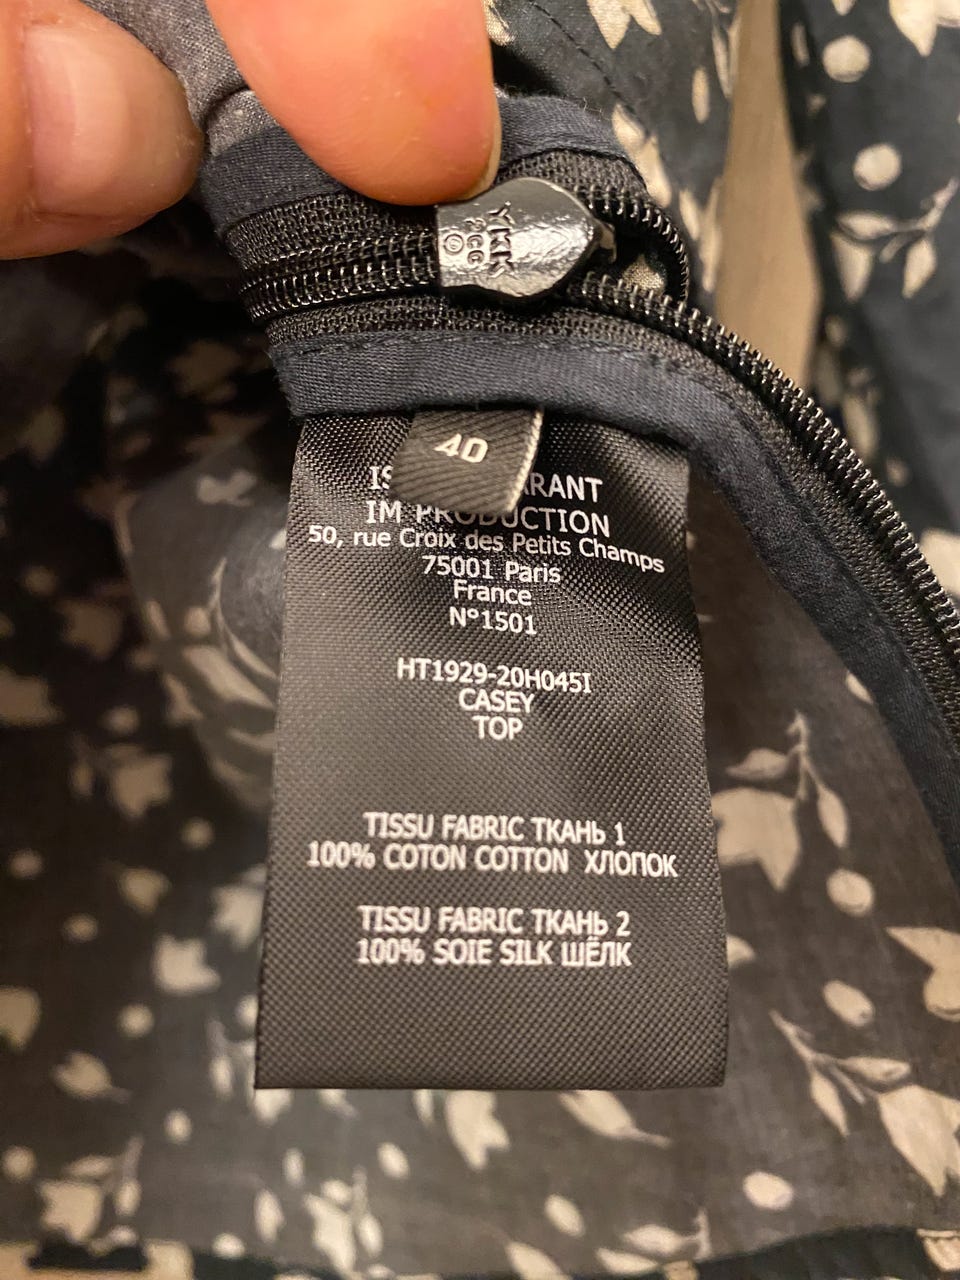 YKK
©
40
IM PRODUCTION
50, rue Croix des Petits Champs
75001 Paris
France
N°1501
HT1929-20H045I
CASEY
TOP
TISSU FABRIC ТКАНЬ 1
100% COTON COTTON ХЛОПОК
TISSU FABRIC ТКАНЬ 2
100% SOIE SILK ШЁЛК